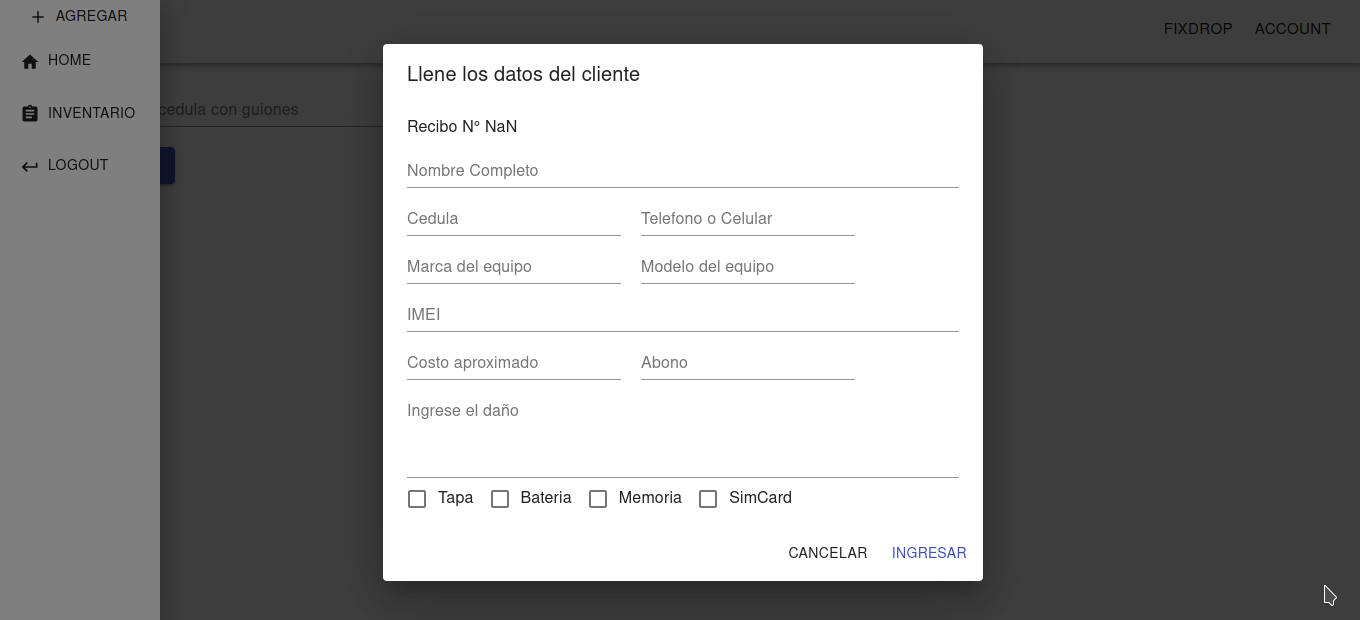 AGREGAR
HOME
INVENTARIO
LOGOUT
FIXDROP ACCOUNT
cedula con guiones
Llene los datos del cliente
Recibo N° NaN
Nombre Completo
Cedula Telefono o Celular
Marca del equipo Modelo del equipo
IMEI
Costo aproximado Abono
Ingrese el daño
Tapa Bateria Memoria SimCard
CANCELAR INGRESAR